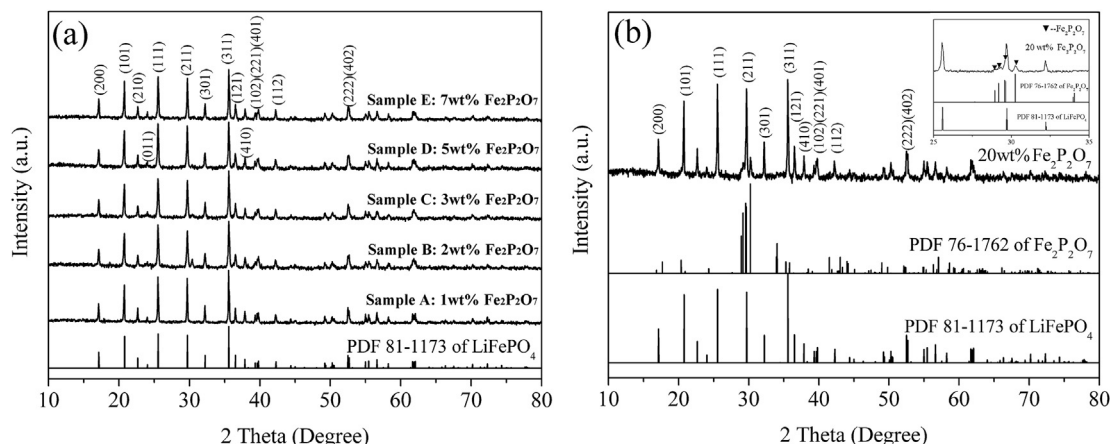 (a)
(200)
(101)
(210)
(011)
(111)
(211)
(301)
(311)
(121)
(410)
(102)(221)(401)
(112)
(222)(402)
Sample E: 7wt% Fe2P2O7
Sample D: 5wt% Fe2P2O7
Sample C: 3wt% Fe2P2O7
Sample B: 2wt% Fe2P2O7
Sample A: 1wt% Fe2P2O7
PDF 81-1173 of LiFePO4
Intensity (a.u.)
10 20 30 40 50 60 70 80
2 Theta (Degree)
(b)
(200)
(101)
(111)
(211)
(301)
(311)
(121)
(410)
(102)(221)(401)
(112)
(222)(402)
▼--Fe2P2O7
20 wt% Fe2P2O7
PDF 76-1762 of Fe2P2O7
PDF 81-1173 of LiFePO4
25 30 35
20wt% Fe2P2O7
PDF 76-1762 of Fe2P2O7
PDF 81-1173 of LiFePO4
Intensity (a.u.)
10 20 30 40 50 60 70 80
2 Theta (Degree)